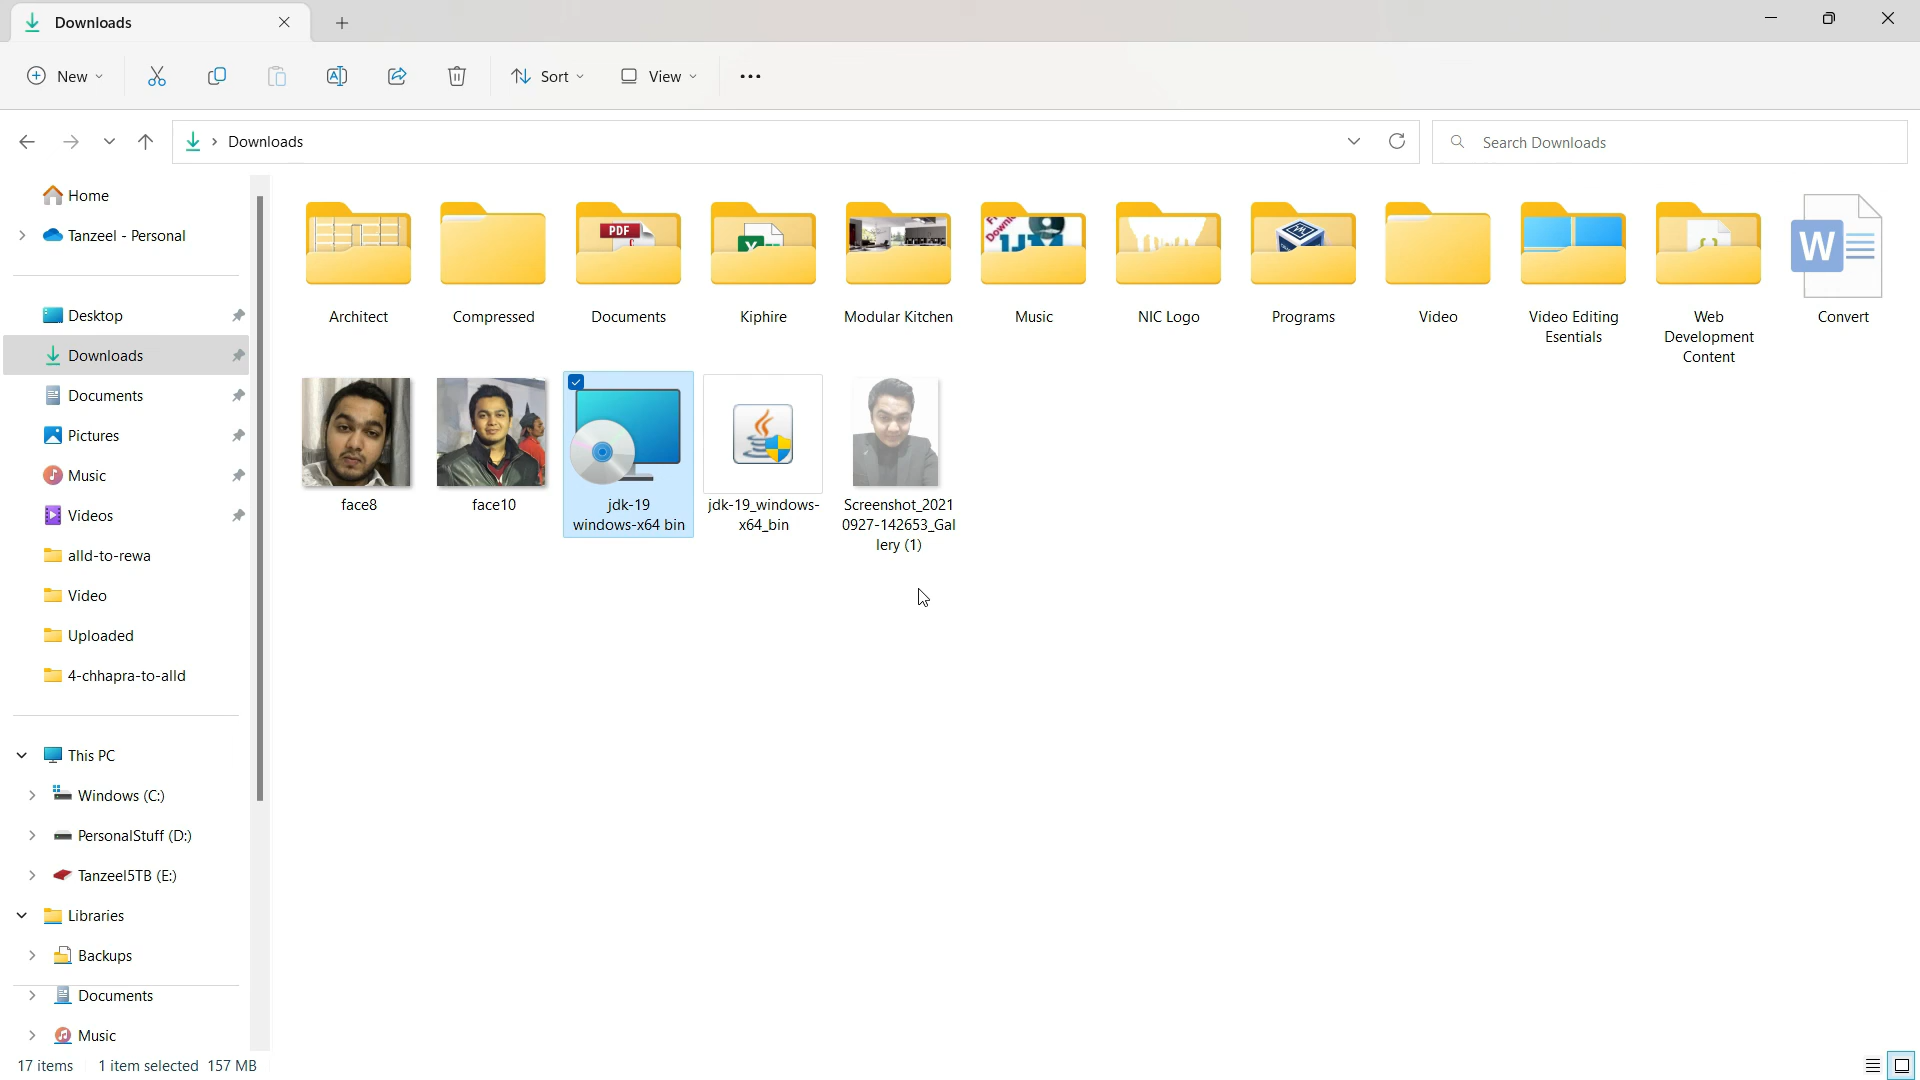 Downloads
New
Sort
View
Downloads
Search Downloads
Home
Tanzeel - Personal
Desktop
Downloads
Documents
Pictures
Music
Videos
alld-to-rewa
Video
Uploaded
4-chhapra-to-alld
This PC
Windows (C:)
PersonalStuff (D:)
Tanzeel5TB (E:)
Libraries
Backups
Documents
Music
PDF
W
Architect
Compressed
Documents
Kiphire
Modular Kitchen
Music
NIC Logo
Programs
Video
Video Editing
Esentials
Web
Development
Content
Convert
face8
face10
jdk-19
windows-x64 bin
jdk-19_windows-
x64_bin
Screenshot_2021
0927-142653_Gal
lery (1)
17 items
1 item selected 157 MB